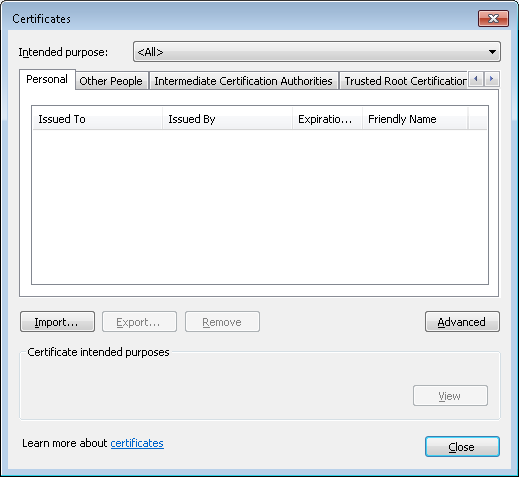 Certificates
Intended purpose: <All>
Personal Other People Intermediate Certification Authorities Trusted Root Certification
Issued To Issued By Expiratio... Friendly Name
Import... Export... Remove Advanced
Certificate intended purposes
View
Learn more about certificates
Close